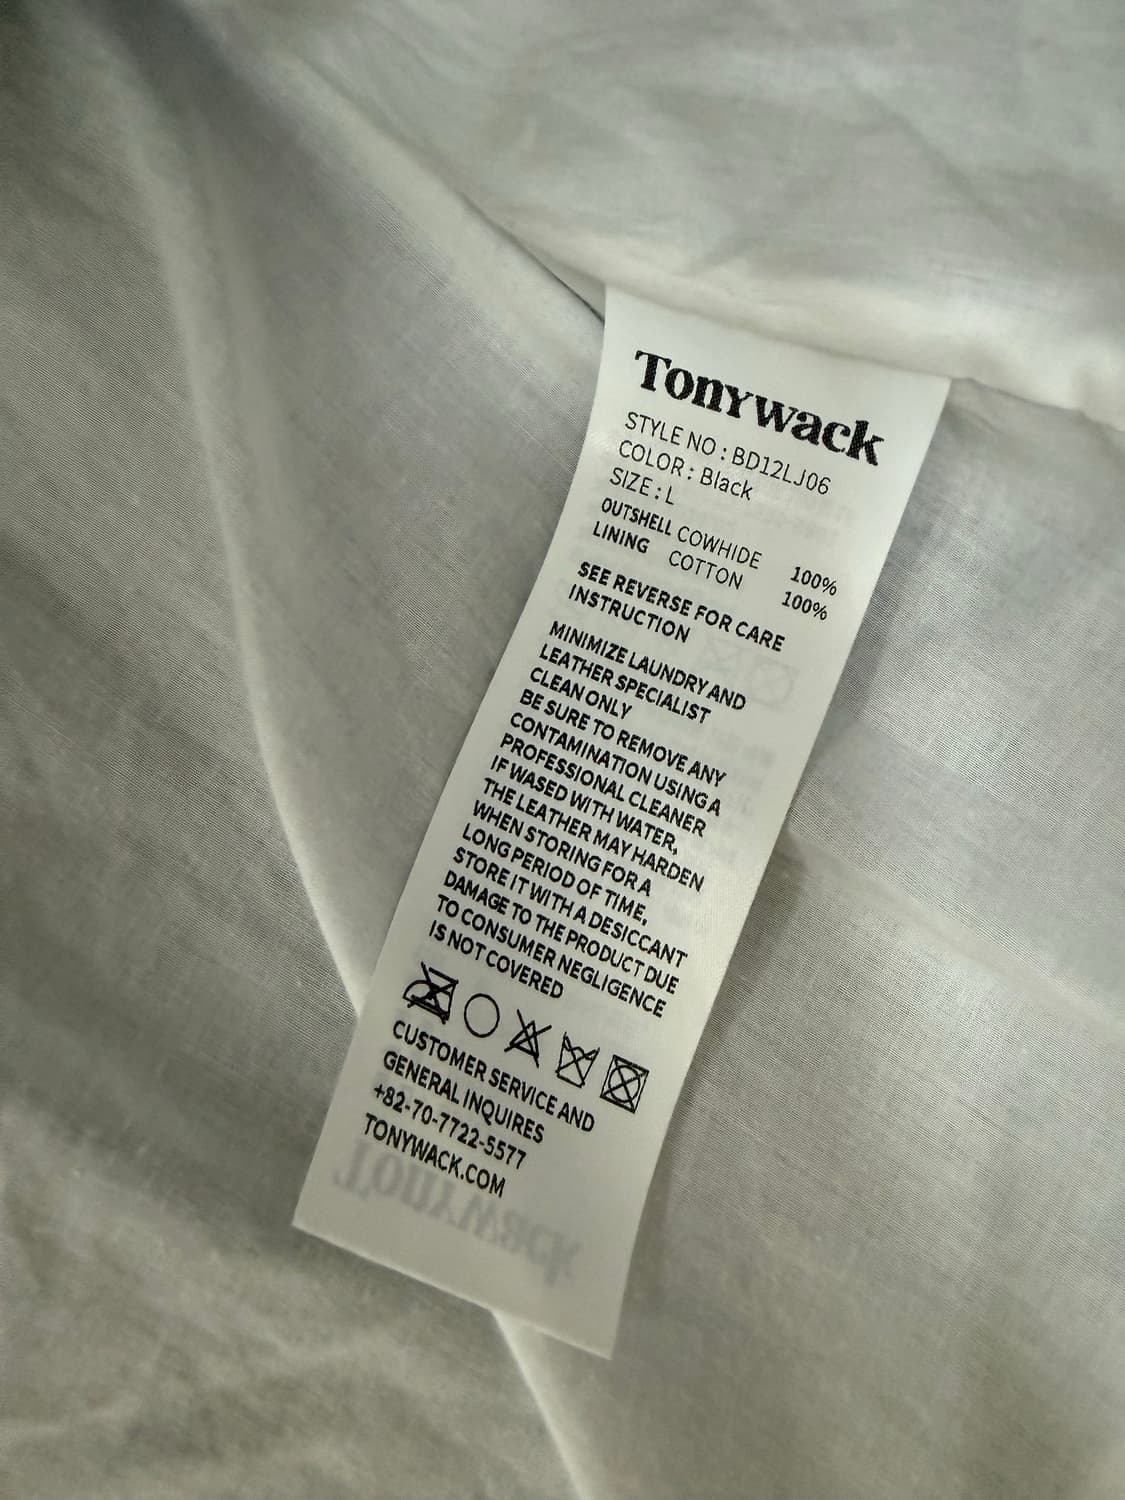 Tonywack
STYLE NO : BD12LJ06
COLOR : Black
SIZE : L
OUTSHELL COWHIDE 100%
LINING COTTON 100%
SEE REVERSE FOR CARE
INSTRUCTION
MINIMIZE LAUNDRY AND
LEATHER SPECIALIST
CLEAN ONLY
BE SURE TO REMOVE ANY
CONTAMINATION USING A
PROFESSIONAL CLEANER
IF WASED WITH WATER,
THE LEATHER MAY HARDEN
WHEN STORING FOR A
LONG PERIOD OF TIME,
STORE IT WITH A DESICCANT
DAMAGE TO THE PRODUCT DUE
TO CONSUMER NEGLIGENCE
IS NOT COVERED
CUSTOMER SERVICE AND
GENERAL INQUIRES
+82-70-7722-5577
TONYWACK.COM
Tonywack